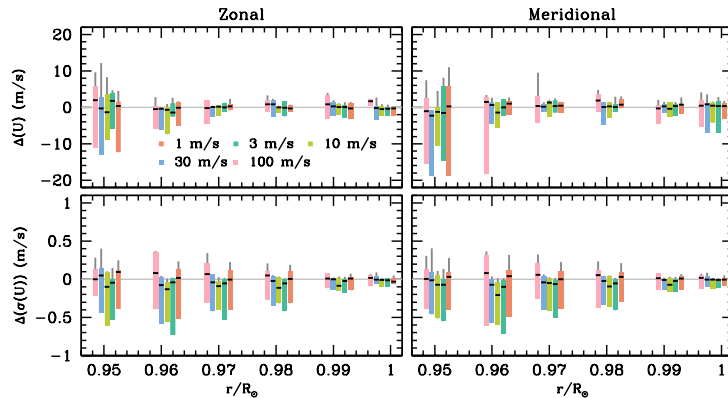 Zonal
Meridional
Δ(U) (m/s)
20
10
0
−10
−20
1 m/s
3 m/s
10 m/s
30 m/s
100 m/s
Δ(σ(U)) (m/s)
1
0.5
0
−0.5
−1
0.95
0.96
0.97
0.98
0.99
1
0.95
0.96
0.97
0.98
0.99
1
r/R⊙
r/R⊙